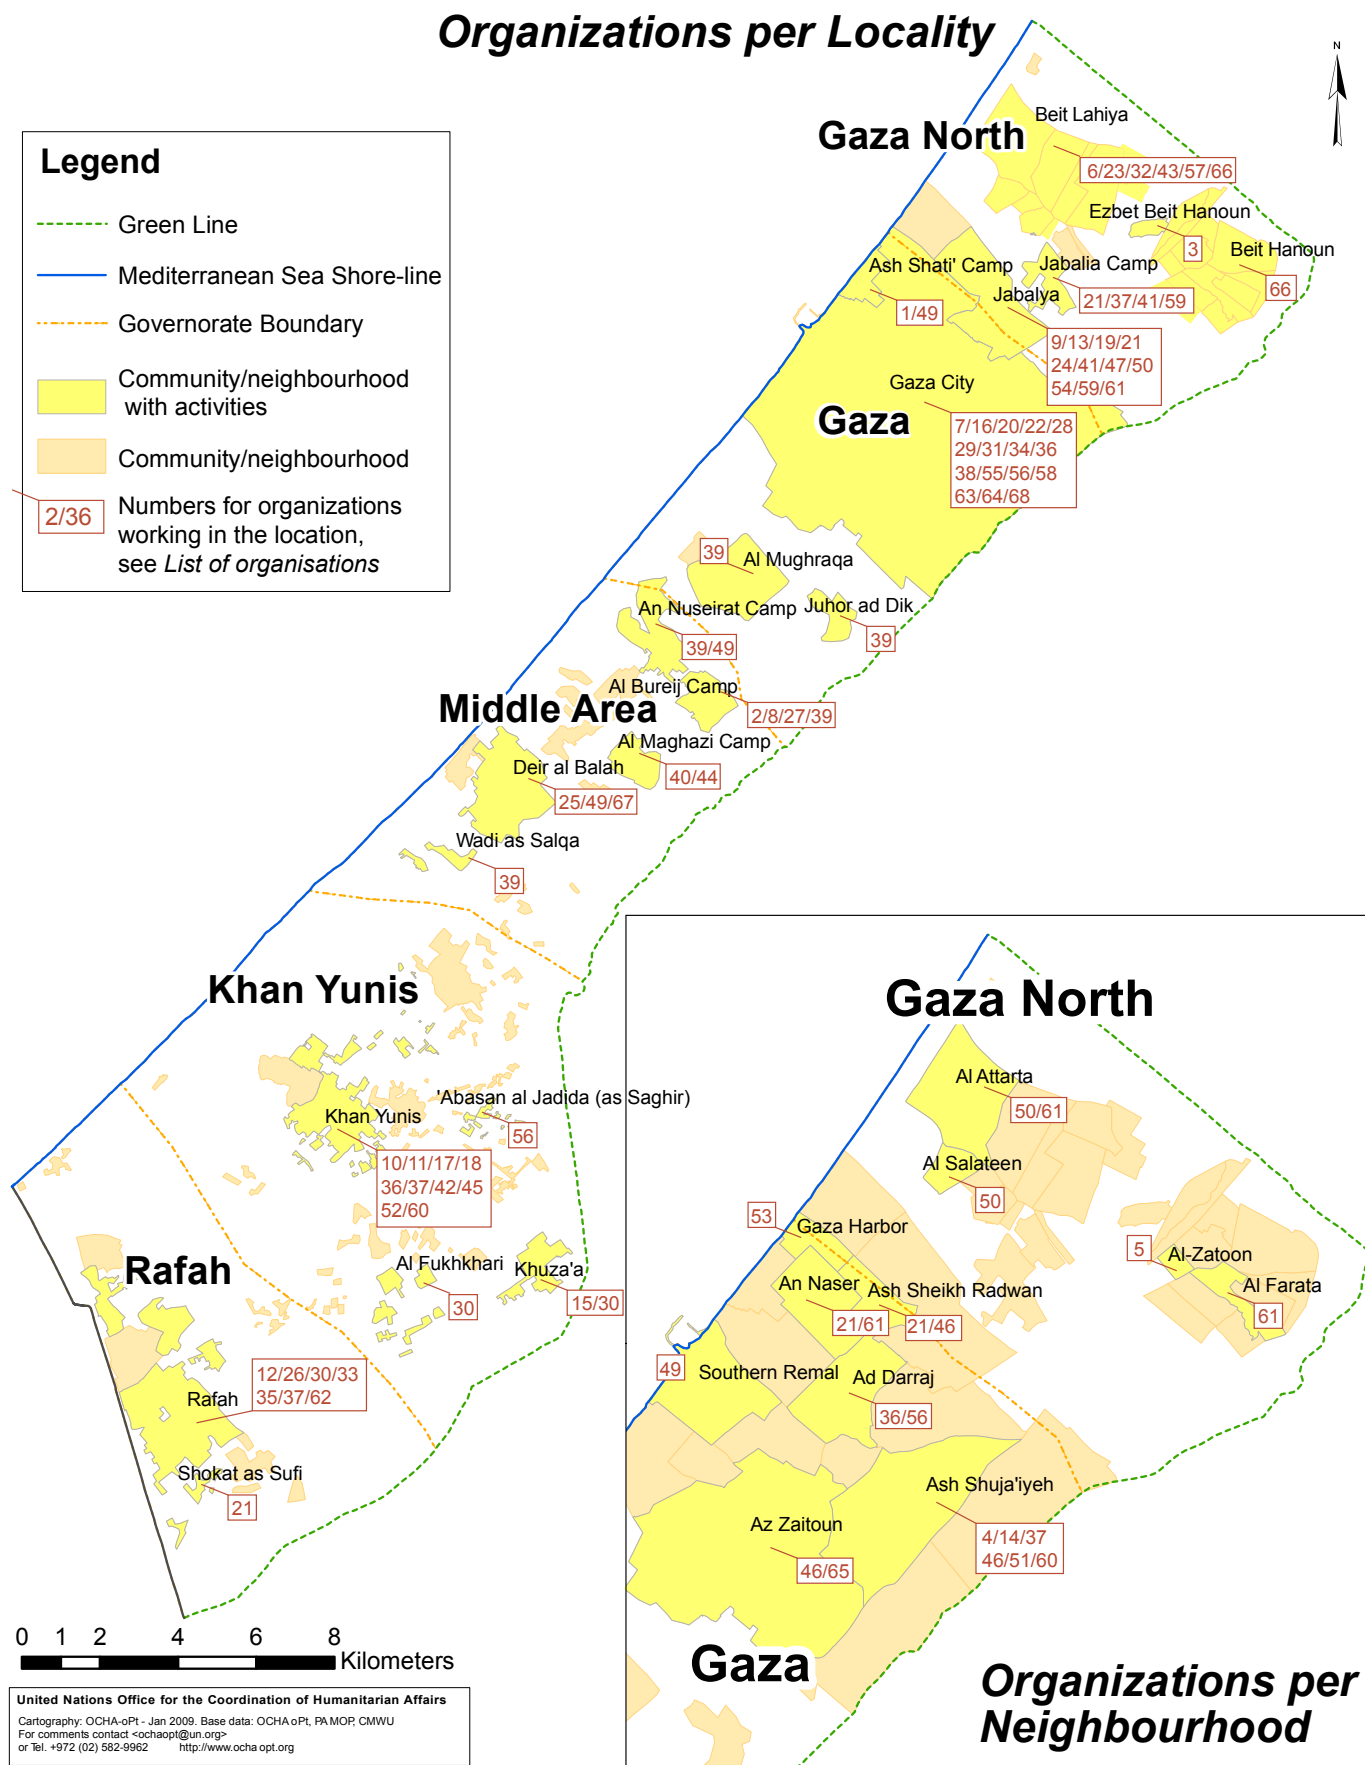 Organizations per Locality
N
Legend
Green Line
Mediterranean Sea Shore-line
Governorate Boundary
Community/neighbourhood
with activities
Community/neighbourhood
2/36
Numbers for organizations
working in the location,
see List of organisations
Gaza North
Beit Lahiya
6/23/32/43/57/66
Ezbet Beit Hanoun
3
Beit Hanoun
66
Jabalia Camp
21/37/41/59
Ash Shati' Camp
1/49
Jabalya
9/13/19/21
24/41/47/50
54/59/61
Gaza City
Gaza
7/16/20/22/28
29/31/34/36
38/55/56/58
63/64/68
39
Al Mughraqa
An Nuseirat Camp
39/49
Juhor ad Dik
39
Al Bureij Camp
2/8/27/39
Middle Area
Al Maghazi Camp
40/44
Deir al Balah
25/49/67
Wadi as Salqa
39
Khan Yunis
'Abasan al Jadida (as Saghir)
56
Khan Yunis
10/11/17/18
36/37/42/45
52/60
Al Fukhkhari
30
Khuza'a
15/30
Rafah
12/26/30/33
35/37/62
Rafah
Shokat as Sufi
21
0 1 2 4 6 8
Kilometers
United Nations Office for the Coordination of Humanitarian Affairs
Cartography: OCHA-oPt - Jan 2009. Base data: OCHA oPt, PA MOP, CMWU
For comments contact <ochaopt@un.org>
or Tel. +972 (02) 582-9962 http://www.ocha opt.org
Gaza North
Al Attarta
50/61
Al Salateen
50
53
Gaza Harbor
5
Al-Zatoon
Al Farata
61
An Naser
21/61
Ash Sheikh Radwan
21/46
49
Southern Remal
Ad Darraj
36/56
Ash Shuja'iyeh
4/14/37
46/51/60
Az Zaitoun
46/65
Gaza
Organizations per
Neighbourhood